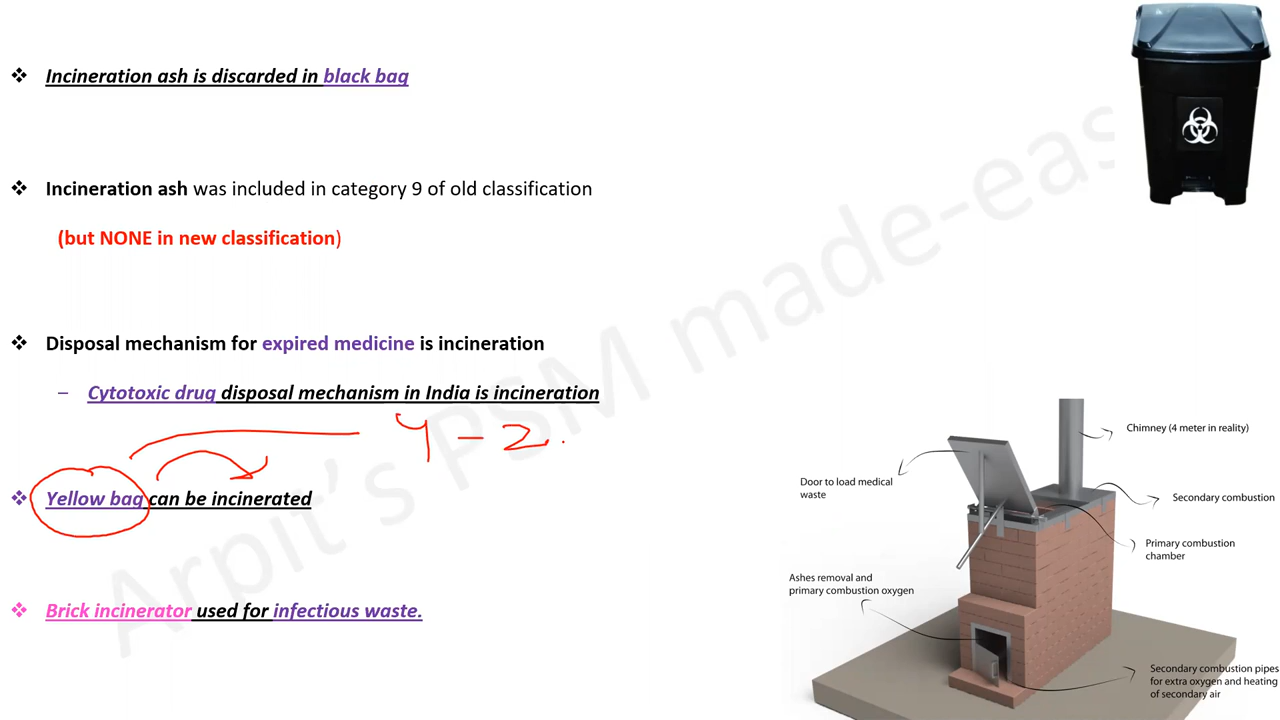 ❖ Incineration ash is discarded in black bag
❖ Incineration ash was included in category 9 of old classification
(but NONE in new classification)
❖ Disposal mechanism for expired medicine is incineration
– Cytotoxic drug disposal mechanism in India is incineration
Y - 2.
❖ Yellow bag can be incinerated
❖ Brick incinerator used for infectious waste.
Chimney (4 meter in reality)
Door to load medical
waste
Secondary combustion
Primary combustion
chamber
Ashes removal and
primary combustion oxygen
Secondary combustion pipes
for extra oxygen and heating
of secondary air
Arpit's PSM made-eas